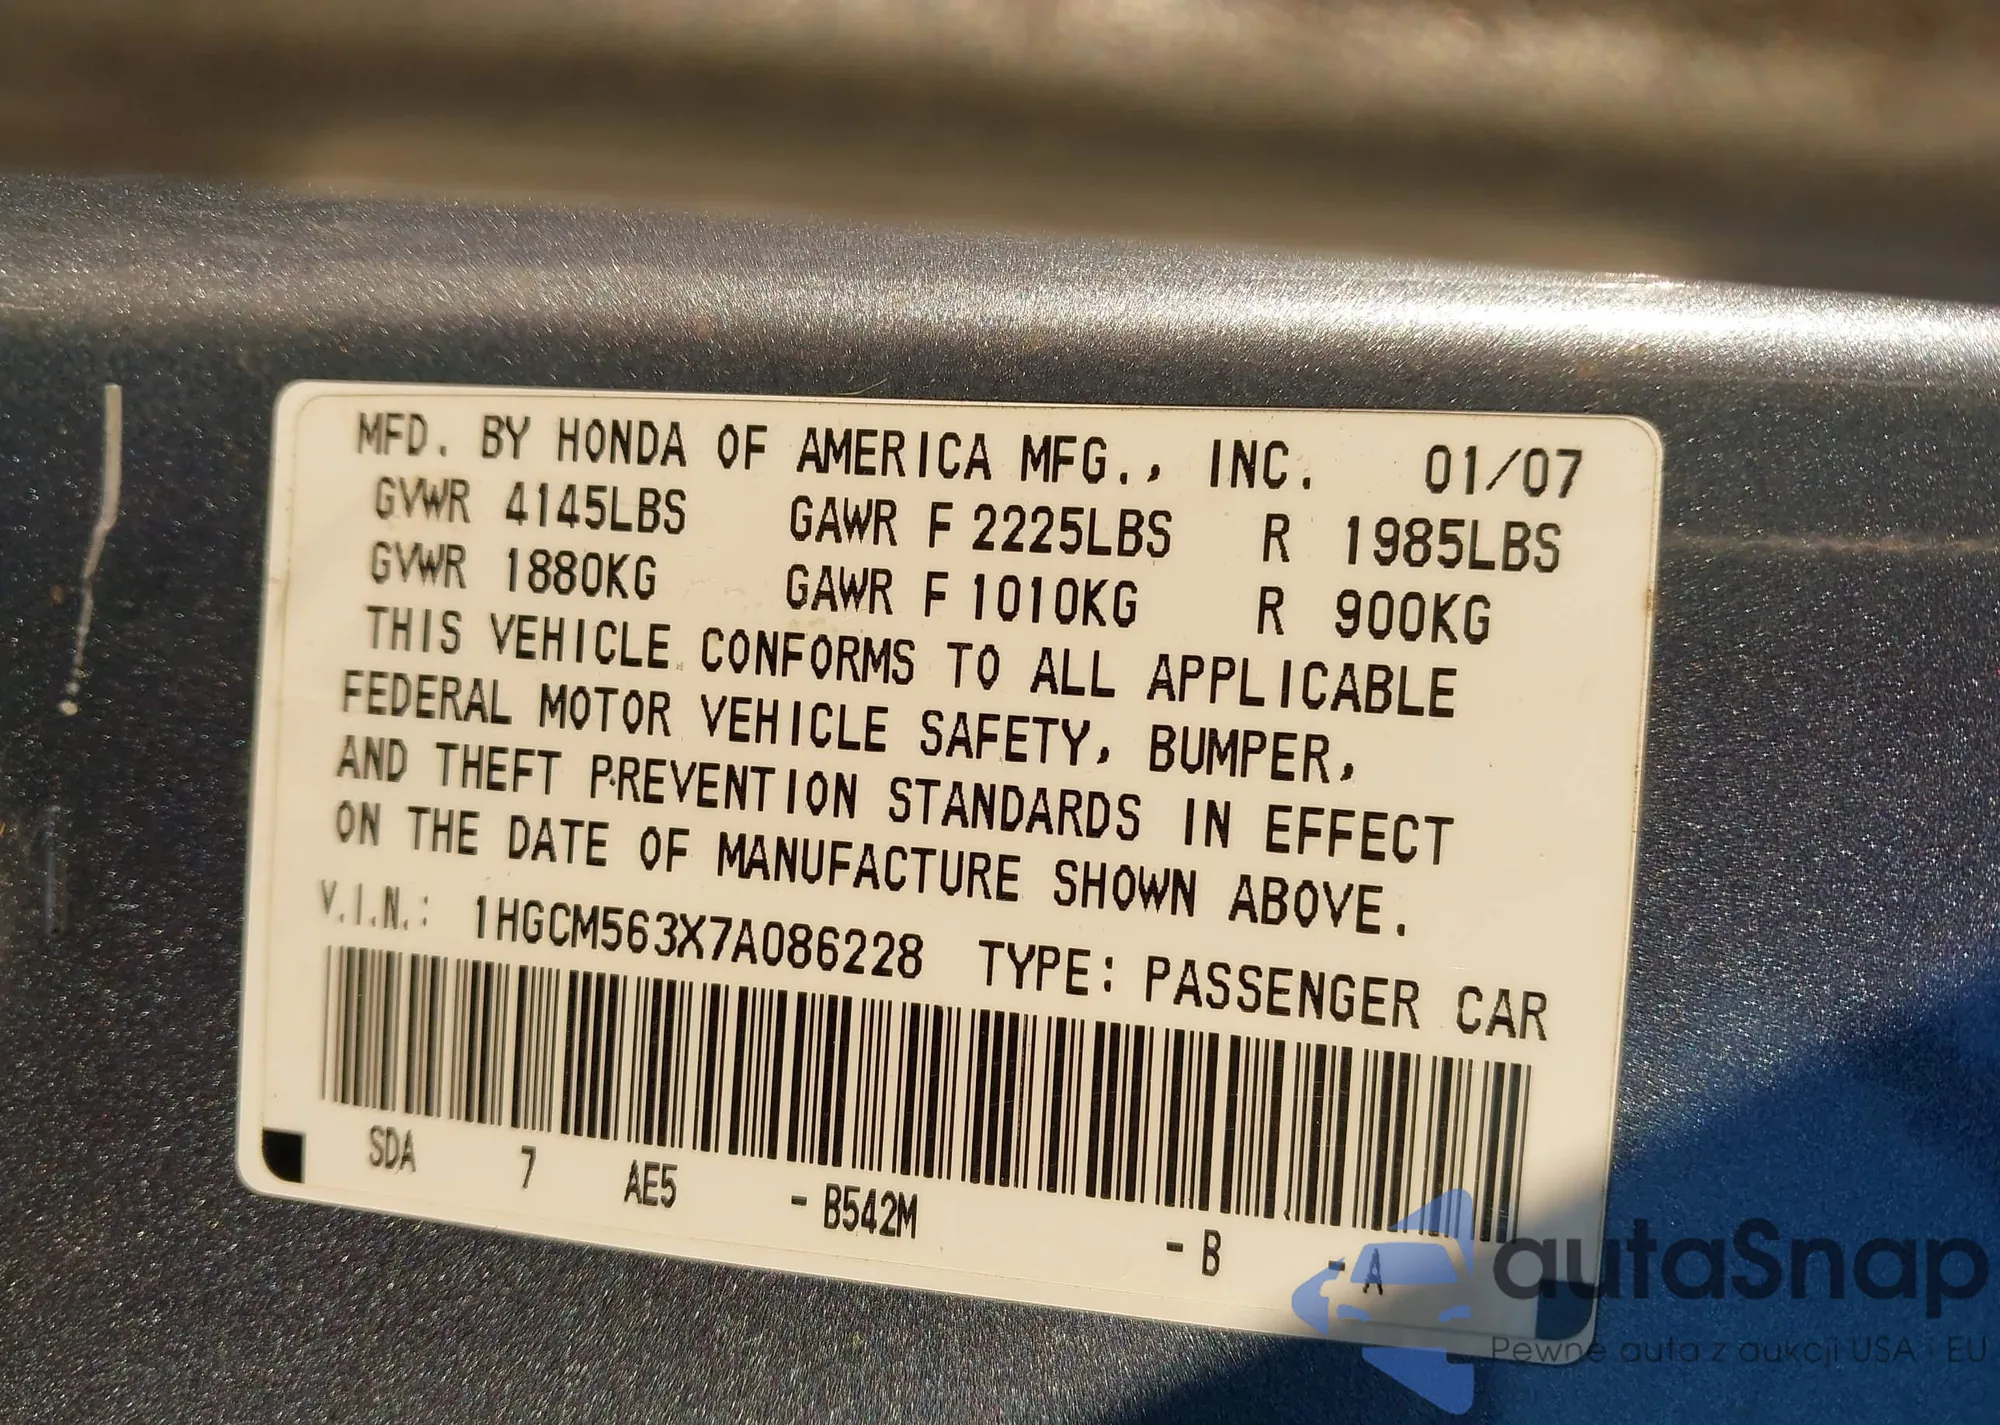 MFD. BY HONDA OF AMERICA MFG., INC. 01/07
GVWR 4145LBS GAWR F 2225LBS R 1985LBS
GVWR 1880KG GAWR F 1010KG R 900KG
THIS VEHICLE CONFORMS TO ALL APPLICABLE
FEDERAL MOTOR VEHICLE SAFETY, BUMPER,
AND THEFT PREVENTION STANDARDS IN EFFECT
ON THE DATE OF MANUFACTURE SHOWN ABOVE.
V.I.N.: 1HGCM563X7A086228 TYPE: PASSENGER CAR
SDA 7 AE5 - B542M - B - A
autaSnap
Pewne auta z aukcji USA · EU